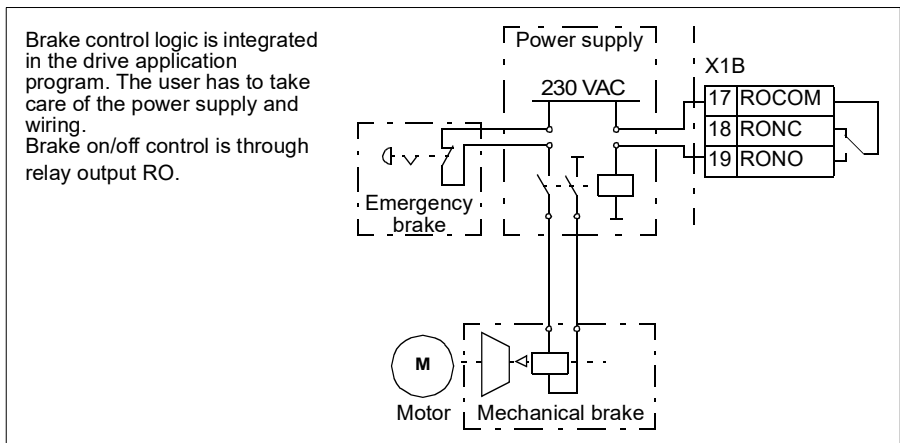 Brake control logic is integrated
in the drive application
program. The user has to take
care of the power supply and
wiring.
Brake on/off control is through
relay output RO.
Power supply
230 VAC
X1B
17 ROCOM
18 RONC
19 RONO
Emergency
brake
M
Motor
Mechanical brake